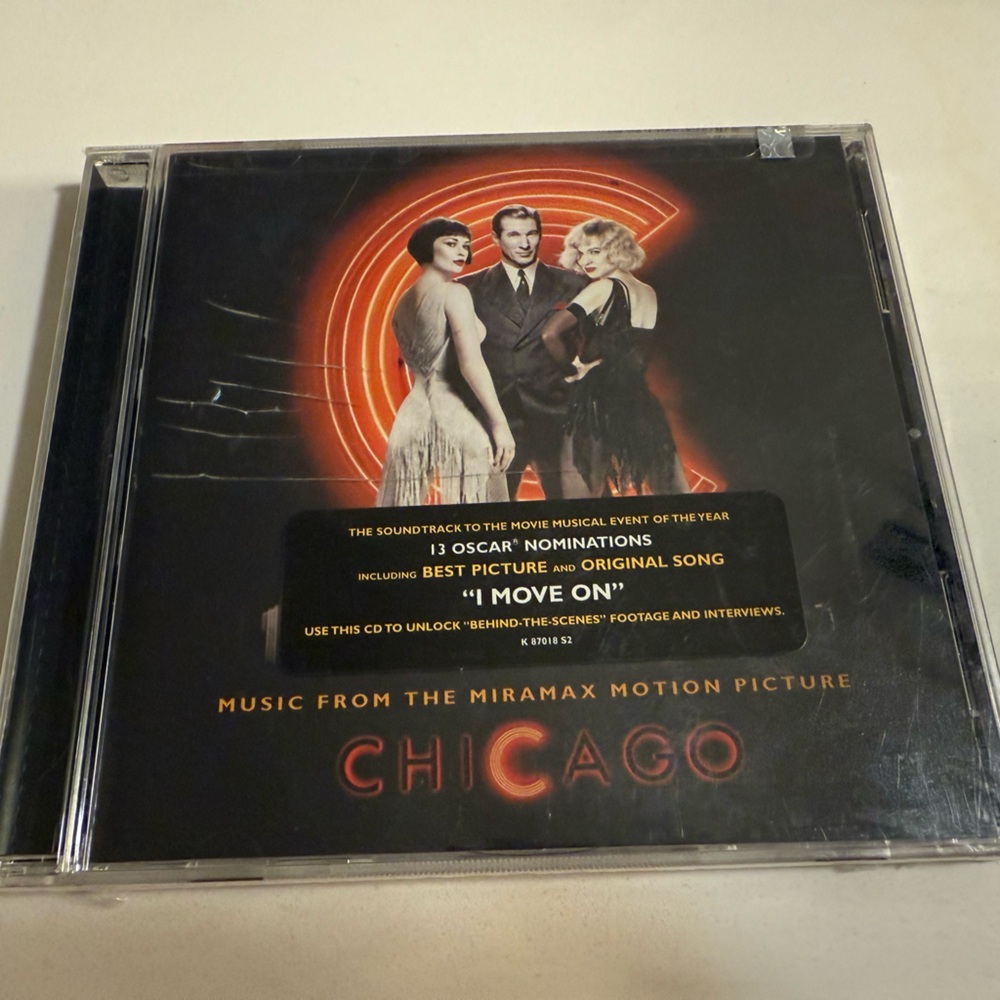 THE SOUNDTRACK TO THE MOVIE MUSICAL EVENT OF THE YEAR
13 OSCAR® NOMINATIONS
INCLUDING BEST PICTURE AND ORIGINAL SONG
“I MOVE ON”
USE THIS CD TO UNLOCK “BEHIND-THE-SCENES” FOOTAGE AND INTERVIEWS.
K 87018 S2
MUSIC FROM THE MIRAMAX MOTION PICTURE
CHICAGO